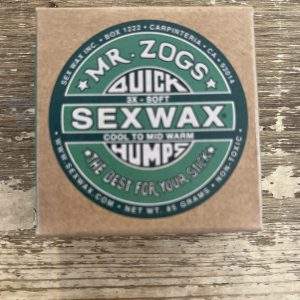 SEX WAX INC • BOX 1222 • CARPINTERIA, CA 93014
★ MR. ZOGS ★
QUICK
3X - SOFT
SEXWAX
COOL TO MID WARM
HUMPS
• THE BEST FOR YOUR STICK •
WWW.SEXWAX.COM • NET WT. 85 GRAMS • NON-TOXIC